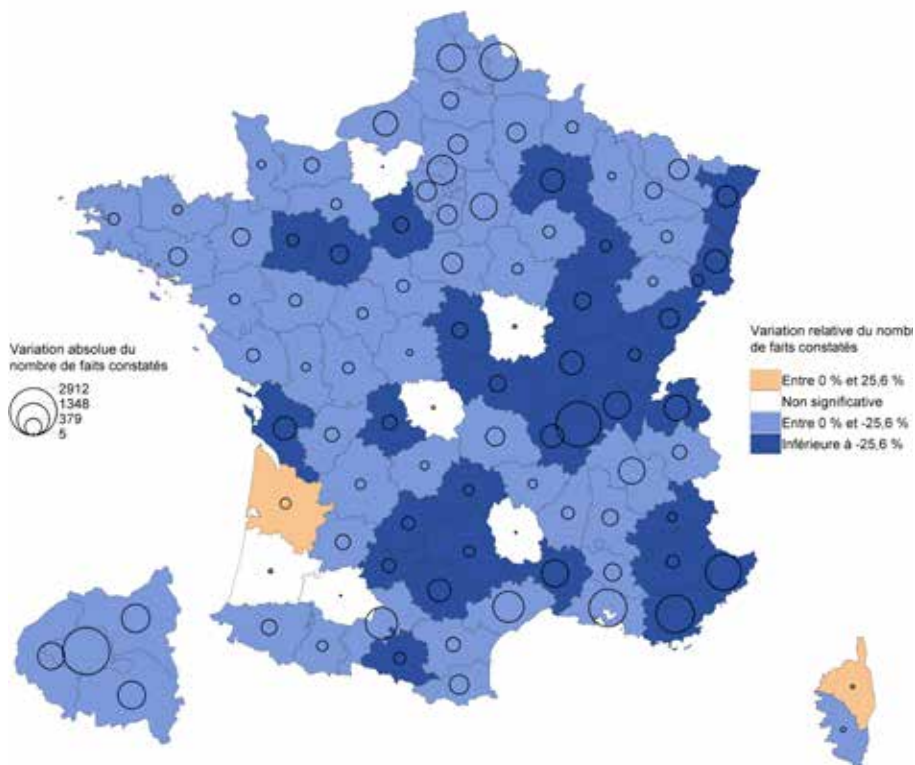 Variation absolue du
nombre de faits constatés
2912
1348
379
5
Variation relative du nomb
de faits constatés
Entre 0 % et 25,6 %
Non significative
Entre 0 % et -25,6 %
Inférieure à -25,6 %